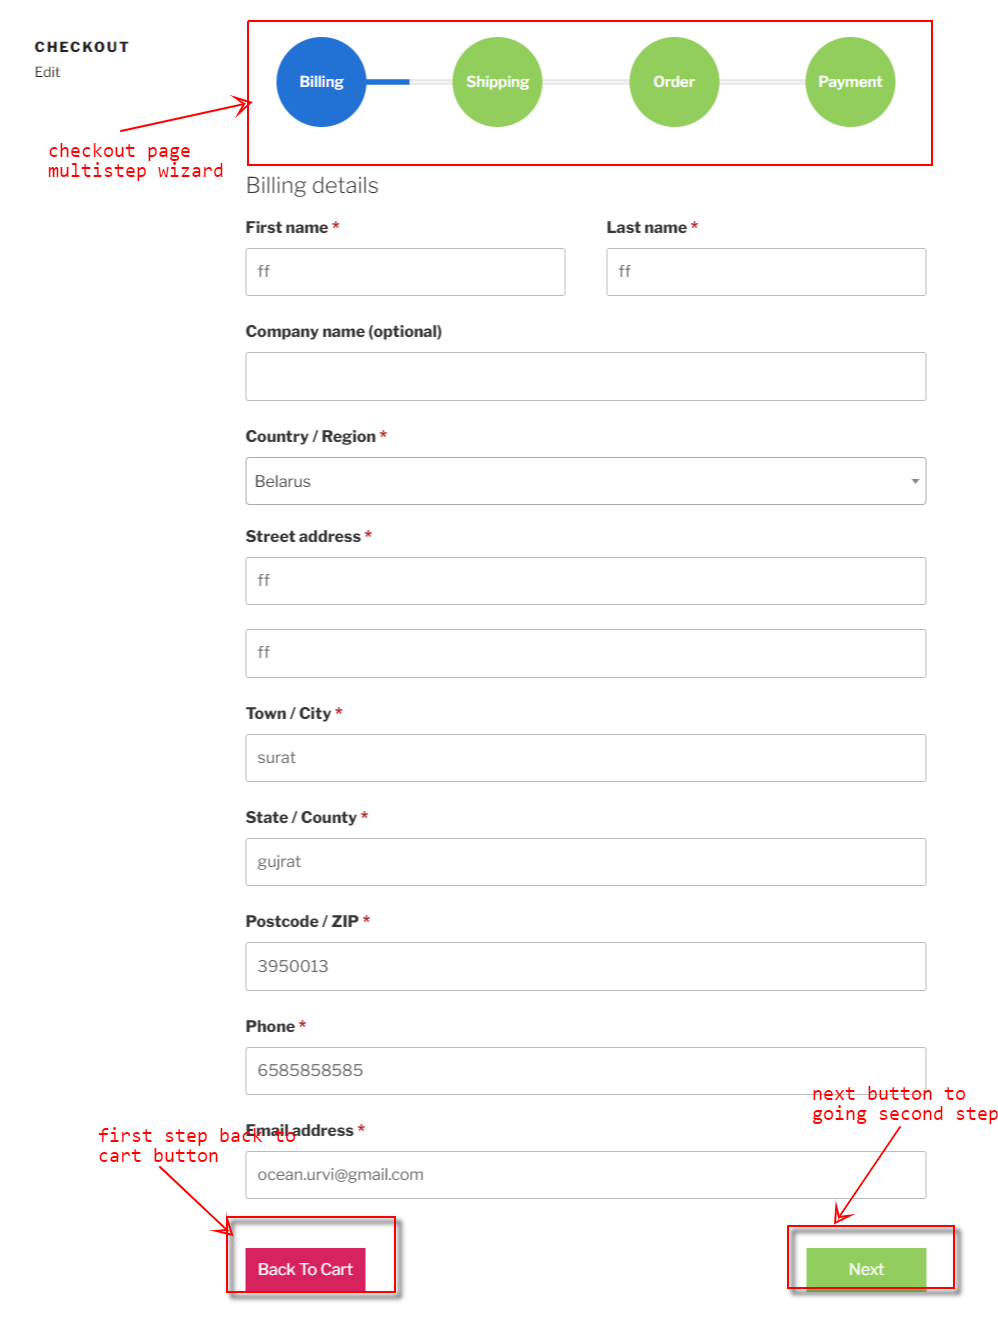 CHECKOUT
Edit
Billing
Shipping
Order
Payment
checkout page
multistep wizard
Billing details
First name *
Last name *
ff
ff
Company name (optional)
Country / Region *
Belarus
Street address *
ff
ff
Town / City *
surat
State / County *
gujrat
Postcode / ZIP *
3950013
Phone *
6585858585
next button to
going second step
Email address *
first step back to
cart button
ocean.urvi@gmail.com
Back To Cart
Next